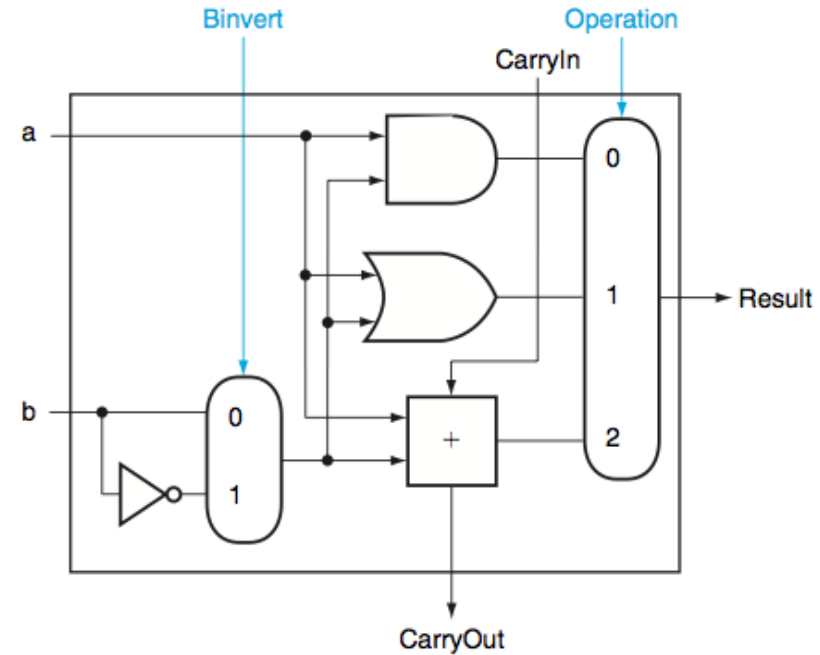 Binvert
Operation
CarryIn
a
0
1
Result
b
0
+
2
1
CarryOut